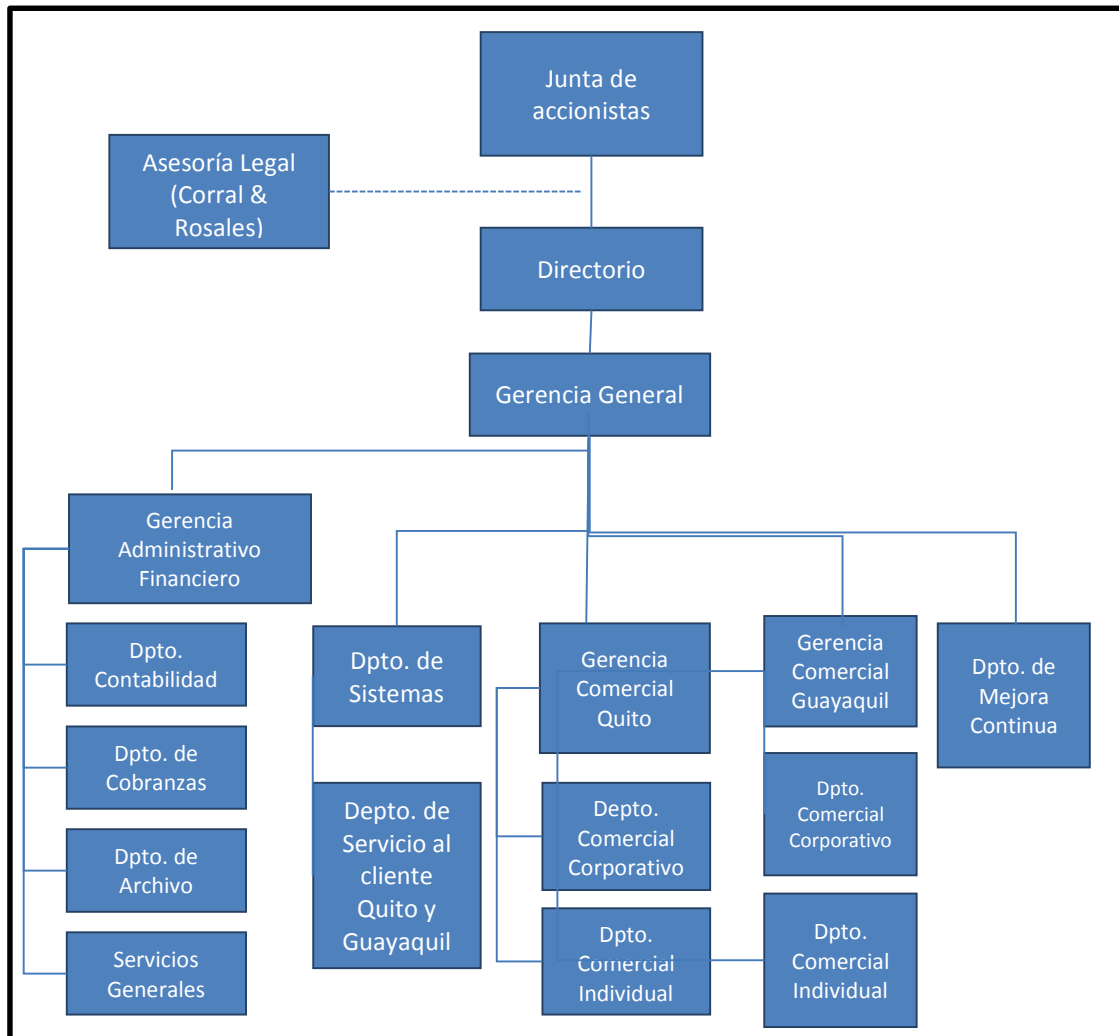 Junta de
accionistas
Asesoría Legal
(Corral &
Rosales)
Directorio
Gerencia General
Gerencia
Administrativo
Financiero
Dpto.
Contabilidad
Dpto. de
Cobranzas
Dpto. de
Archivo
Servicios
Generales
Dpto. de
Sistemas
Depto. de
Servicio al
cliente
Quito y
Guayaquil
Gerencia
Comercial
Quito
Depto.
Comercial
Corporativo
Dpto.
Comercial
Individual
Gerencia
Comercial
Guayaquil
Dpto.
Comercial
Corporativo
Dpto.
Comercial
Individual
Dpto. de
Mejora
Continua